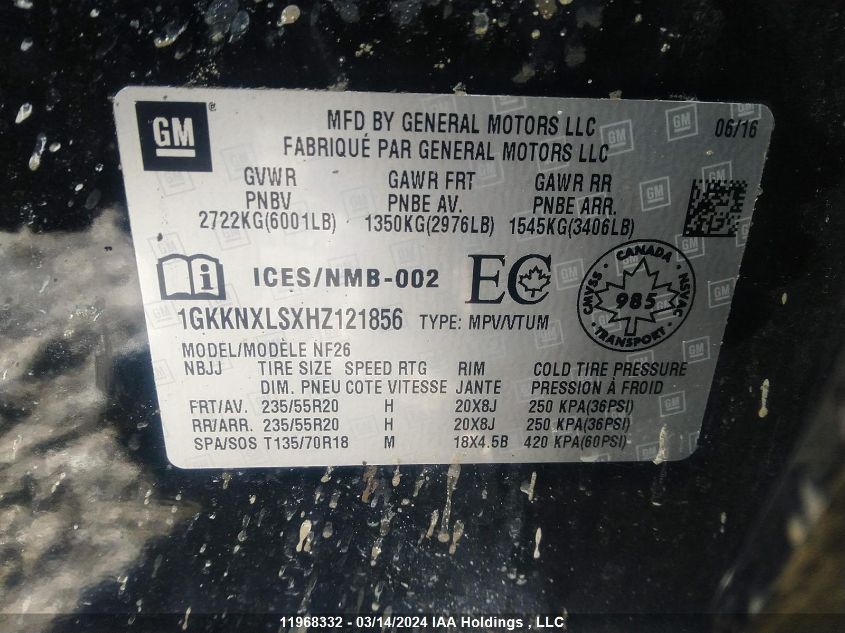 GM ®
MFD BY GENERAL MOTORS LLC 06/16
FABRIQUÉ PAR GENERAL MOTORS LLC
GVWR GAWR FRT GAWR RR
PNBV PNBE AV. PNBE ARR.
2722KG(6001LB) 1350KG(2976LB) 1545KG(3406LB)
i ICES/NMB-002 EC
CANADA CMVSS 985 NSVAC
1GKKNXLSXHZ121856 TYPE: MPV/VTUM
MODEL/MODÈLE NF26
NBJJ TIRE SIZE SPEED RTG RIM COLD TIRE PRESSURE
DIM. PNEU COTE VITESSE JANTE PRESSION À FROID
FRT/AV. 235/55R20 H 20X8J 250 KPA(36PSI)
RR/ARR. 235/55R20 H 20X8J 250 KPA(36PSI)
SPA/SOS T135/70R18 M 18X4.5B 420 KPA(60PSI)
11968332 - 03/14/2024 IAA Holdings , LLC